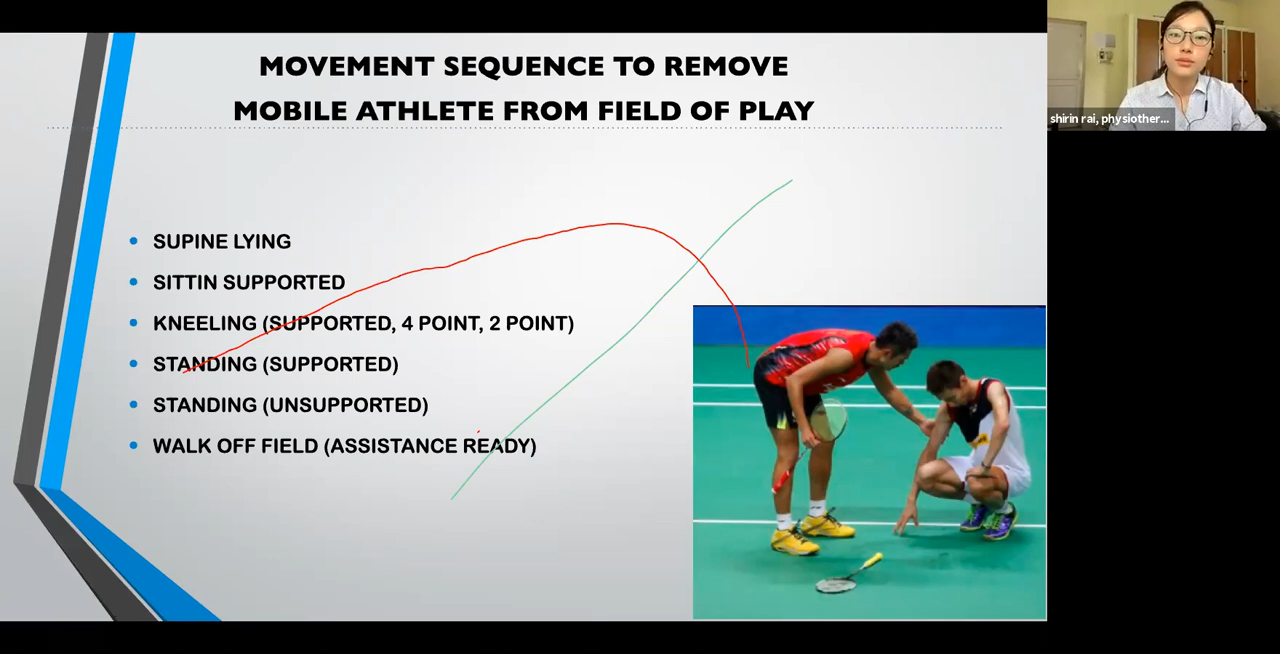 MOVEMENT SEQUENCE TO REMOVE
MOBILE ATHLETE FROM FIELD OF PLAY
SUPINE LYING
SITTIN SUPPORTED
KNEELING (SUPPORTED, 4 POINT, 2 POINT)
STANDING (SUPPORTED)
STANDING (UNSUPPORTED)
WALK OFF FIELD (ASSISTANCE READY)
shirin rai, physiother...